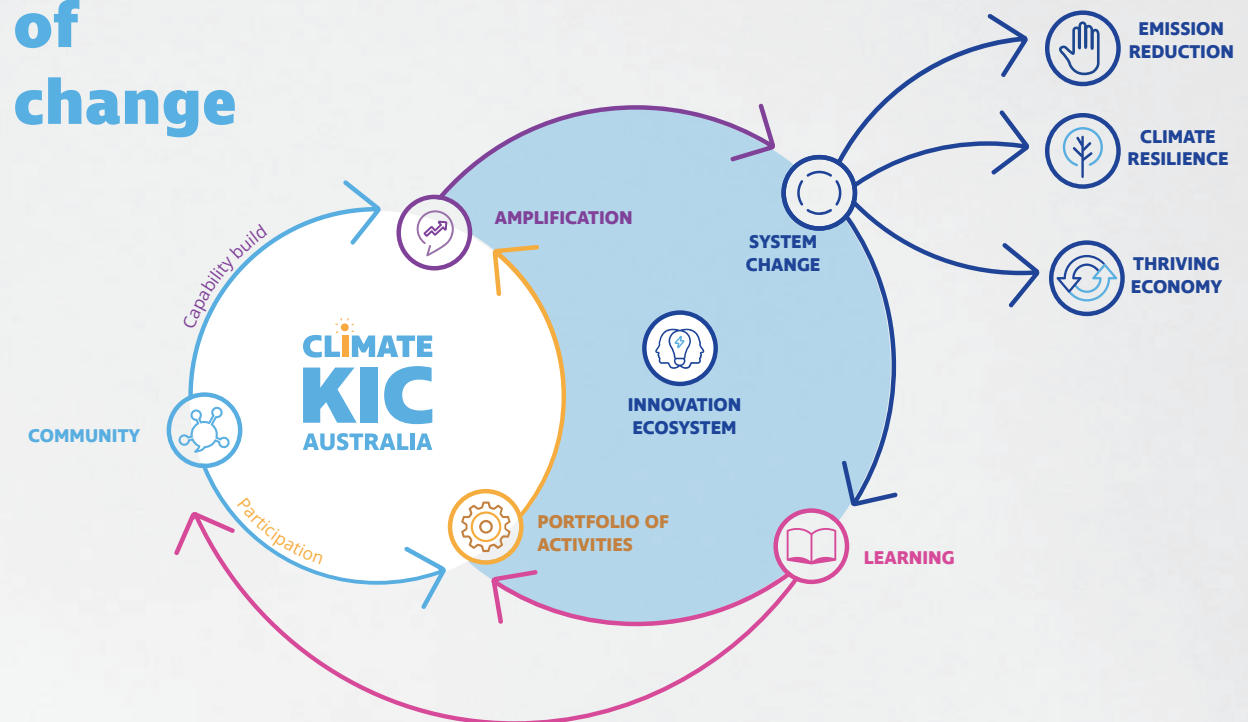 of
change
EMISSION
REDUCTION
CLIMATE
RESILIENCE
THRIVING
ECONOMY
AMPLIFICATION
SYSTEM
CHANGE
Capability build
CLiMATE
KIC
AUSTRALIA
INNOVATION
ECOSYSTEM
COMMUNITY
Participation
PORTFOLIO OF
ACTIVITIES
LEARNING